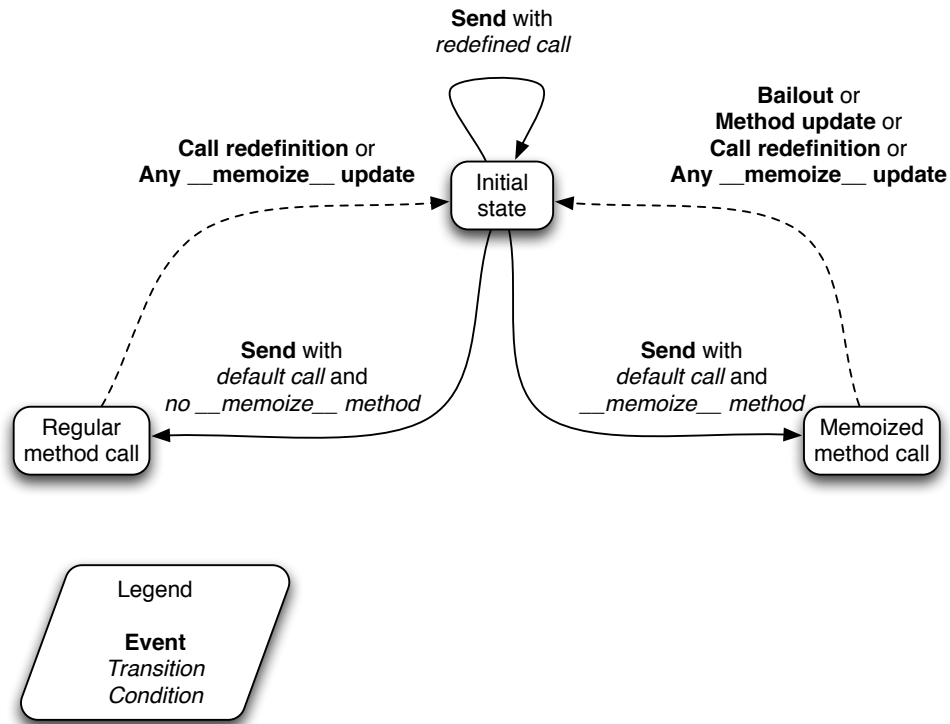 Send with
redefined call
Bailout or
Method update or
Call redefinition or
Any __memoize__ update
Call redefinition or
Any __memoize__ update
Initial
state
Send with
default call and
no __memoize__ method
Send with
default call and
__memoize__ method
Regular
method call
Memoized
method call
Legend
Event
Transition
Condition